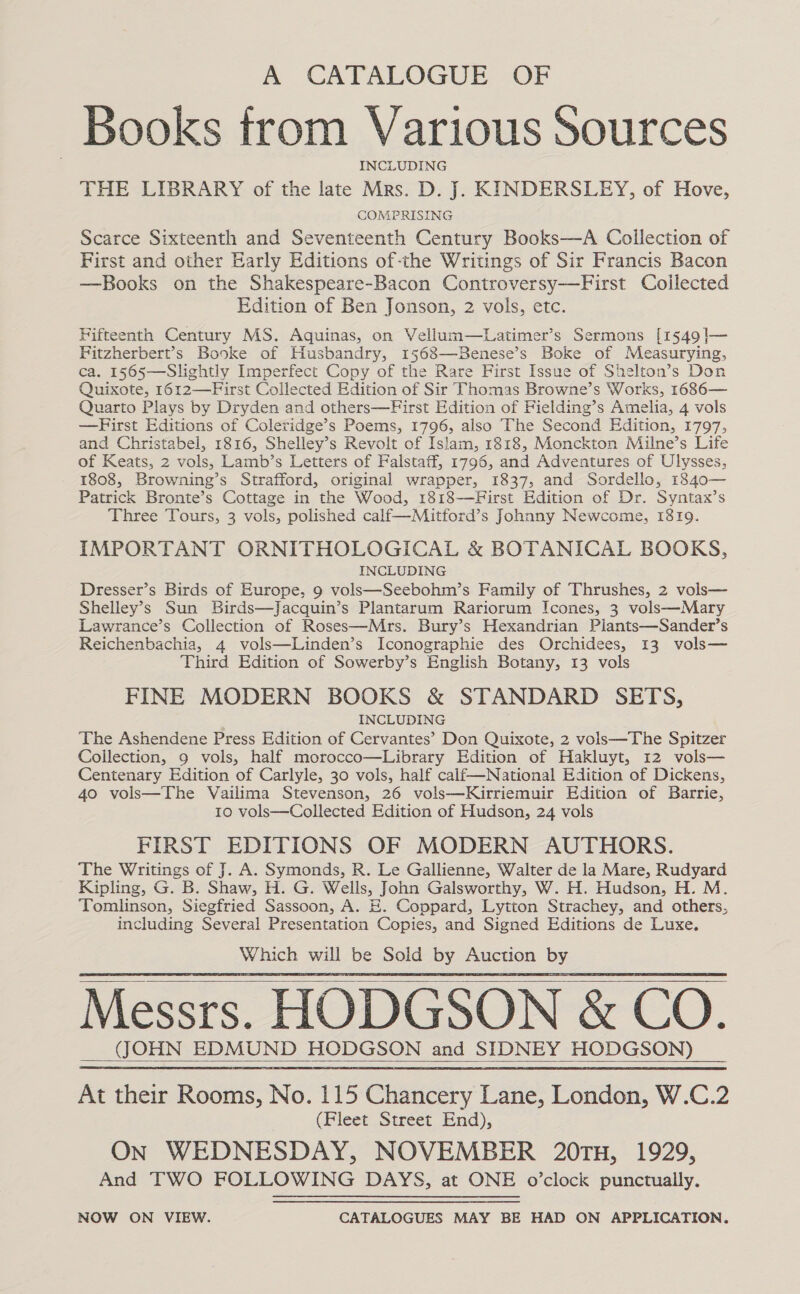 A CATALOGUE OF
Books from Various Sources
INCLUDING
THE LIBRARY of the late Mrs. D. J. KINDERSLEY, of Hove,
COMPRISING
Scarce Sixteenth and Seventeenth Century Books—A Collection of
First and other Early Editions of the Writings of Sir Francis Bacon
—Books on the Shakespeare-Bacon Controversy—First Collected
Edition of Ben Jonson, 2 vols, etc.
Fifteenth Century MS. Aquinas, on Vellum—Latimer's Sermons [1549]—
Fitzherbert's Booke of Husbandry, 1568—Benese's Boke of Measurying,
ca. 1565—Slightly Imperfect Copy of the Rare First Issue of Shelton's Don
Quixote, 1612—First Collected Edition of Sir Thomas Browne's Works, 1686—
Quarto Plays by Dryden and others—First Edition of Fielding's Amelia, 4 vols
—First Editions of Coleridge's Poems, 1796, also The Second Edition, 1797,
and Christabel, 1816, Shelley's Revolt of Islam, 1818, Monckton Milne's Life
of Keats, 2 vols, Lamb's Letters of Falstaff, 1796, and Adventures of Ulysses,
1808, Browning's Strafford, original wrapper, 1837, and Sordello, 1840—
Patrick Bronte's Cottage in the Wood, 1818—First Edition of Dr. Syntax's
Three Tours, 3 vols, polished calf—Mitford's Johnny Newcome, 1819.
IMPORTANT ORNITHOLOGICAL & BOTANICAL BOOKS,
INCLUDING
Dresser's Birds of Europe, 9 vols—Seebohm's Family of Thrushes, 2 vols—
Shelley's Sun Birds—Jacquin's Plantarum Rariorum Icones, 3 vols—Mary
Lawrance's Collection of Roses—Mrs. Bury's Hexandrian Plants—Sander's
Reichenbachia, 4 vols—Linden's Iconographie des Orchidees, 13 vols—
Third Edition of Sowerby's English Botany, 13 vols
FINE MODERN BOOKS & STANDARD SETS,
INCLUDING
The Ashendene Press Edition of Cervantes' Don Quixote, 2 vols—The Spitzer
Collection, 9 vols, half morocco—Library Edition of Hakluyt, 12 vols—
Centenary Edition of Carlyle, 30 vols, half calf—National Edition of Dickens,
40 vols—The Vailima Stevenson, 26 vols—Kirriemuir Edition of Barrie,
10 vols—Collected Edition of Hudson, 24 vols
FIRST EDITIONS OF MODERN AUTHORS.
The Writings of J. A. Symonds, R. Le Gallienne, Walter de la Mare, Rudyard
Kipling, G. B. Shaw, H. G. Wells, John Galsworthy, W. H. Hudson, H. M.
Tomlinson, Siegfried Sassoon, A. E. Coppard, Lytton Strachey, and others,
including Several Presentation Copies, and Signed Editions de Luxe.
Which will be Sold by Auction by
Messrs. HODGSON & CO.
(JOHN EDMUND HODGSON and SIDNEY HODGSON)
At their Rooms, No. 115 Chancery Lane, London, W.C.2
(Fleet Street End),
ON WEDNESDAY, NOVEMBER 20TH, 1929,
And TWO FOLLOWING DAYS, at ONE o'clock punctually.
NOW ON VIEW. CATALOGUES MAY BE HAD ON APPLICATION.